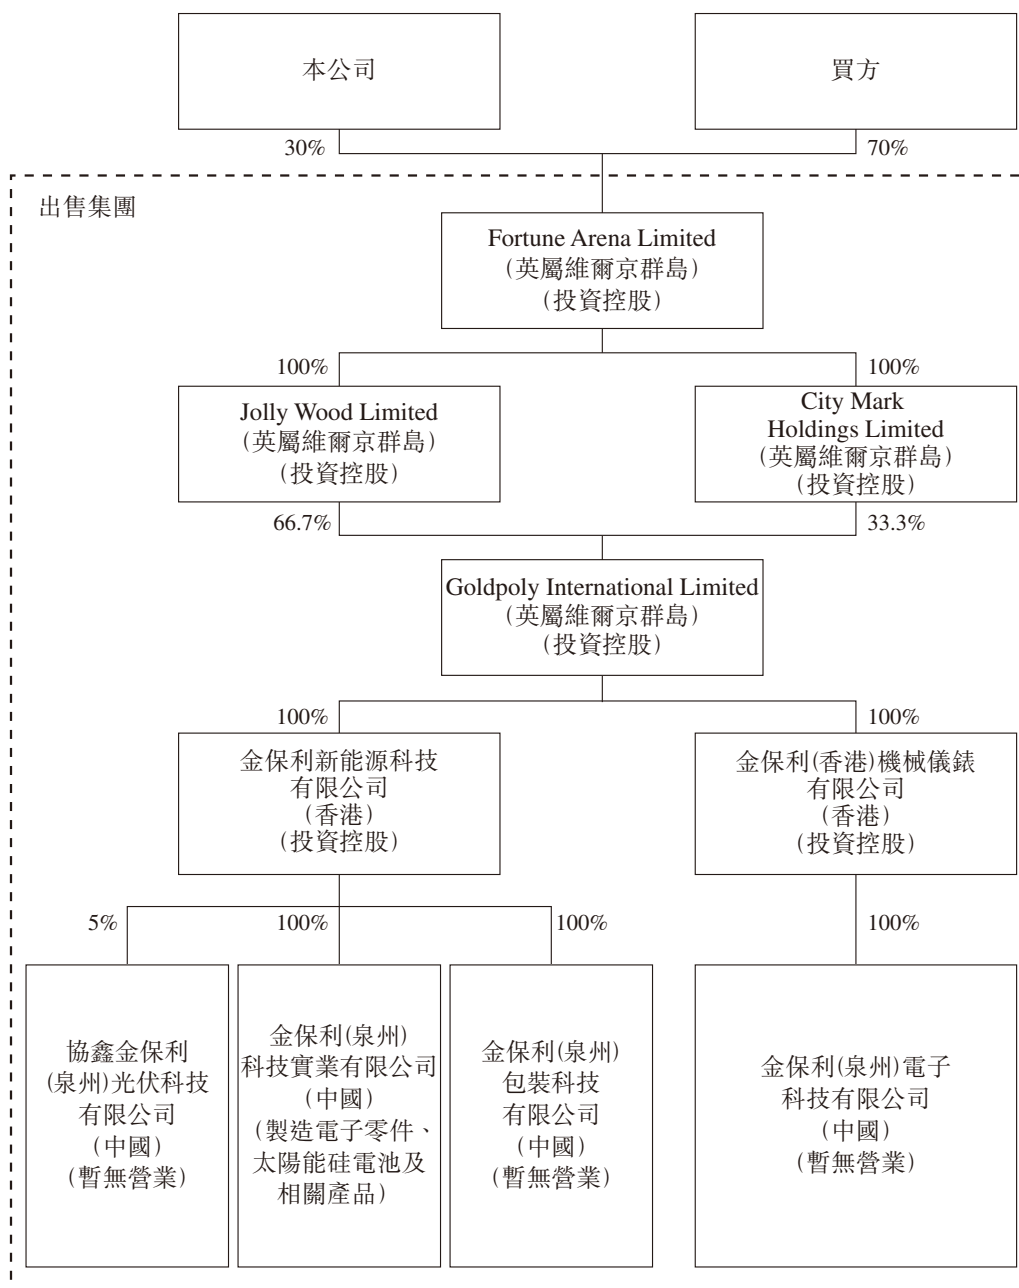 本公司
買方
30%
70%
出售集團
Fortune Arena Limited
(英屬維爾京群島)
(投資控股)
100%
100%
Jolly Wood Limited
(英屬維爾京群島)
(投資控股)
City Mark
Holdings Limited
(英屬維爾京群島)
(投資控股)
66.7%
33.3%
Goldpoly International Limited
(英屬維爾京群島)
(投資控股)
100%
100%
金保利新能源科技
有限公司
(香港)
(投資控股)
金保利(香港)機械儀錶
有限公司
(香港)
(投資控股)
5%
100%
100%
100%
協鑫金保利
(泉州)光伏科技
有限公司
(中國)
(暫無營業)
金保利(泉州)
科技實業有限公司
(中國)
(製造電子零件、
太陽能硅電池及
相關產品)
金保利(泉州)
包裝科技
有限公司
(中國)
(暫無營業)
金保利(泉州)電子
科技有限公司
(中國)
(暫無營業)